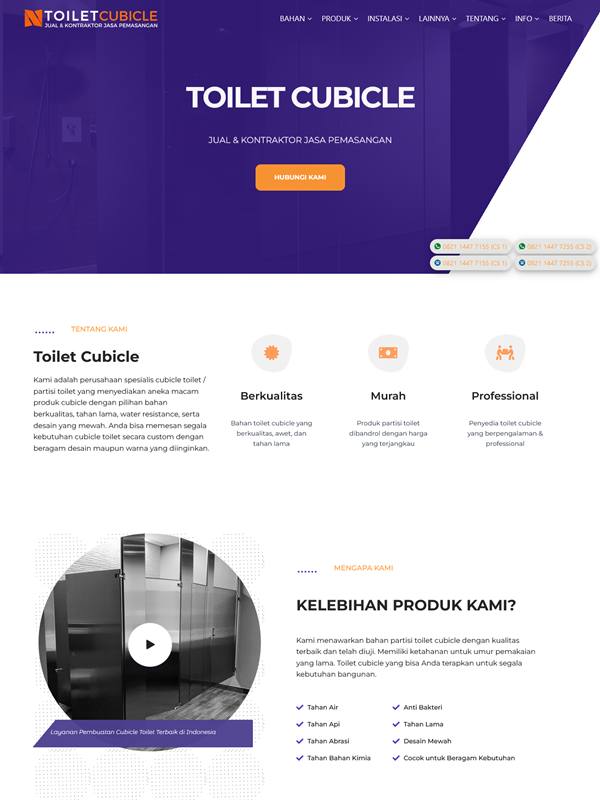 TOILETCUBICLE
JUAL & KONTRAKTOR JASA PEMASANGAN
BAHAN PRODUK INSTALASI LAINNYA TENTANG INFO BERITA
TOILET CUBICLE
JUAL & KONTRAKTOR JASA PEMASANGAN
HUBUNGI KAMI
0821 1447 7155 (CS 1) 0821 1447 7255 (CS 2)
0821 1447 7155 (CS 1) 0821 1447 7255 (CS 2)
TENTANG KAMI
Toilet Cubicle
Kami adalah perusahaan spesialis cubicle toilet /
partisi toilet yang menyediakan aneka macam
produk cubicle dengan pilihan bahan
berkualitas, tahan lama, water resistance, serta
desain yang mewah. Anda bisa memesan segala
kebutuhan cubicle toilet secara custom dengan
beragam desain maupun warna yang diinginkan.
Berkualitas
Bahan toilet cubicle yang
berkualitas, awet, dan
tahan lama
Murah
Produk partisi toilet
dibandrol dengan harga
yang terjangkau
Professional
Penyedia toilet cubicle
yang berpengalaman &
professional
Layanan Pembuatan Cubicle Toilet Terbaik di Indonesia
MENGAPA KAMI
KELEBIHAN PRODUK KAMI?
Kami menawarkan bahan partisi toilet cubicle dengan kualitas
terbaik dan telah diuji. Memiliki ketahanan untuk umur pemakaian
yang lama. Toilet cubicle yang bisa Anda terapkan untuk segala
kebutuhan bangunan.
Tahan Air
Tahan Api
Tahan Abrasi
Tahan Bahan Kimia
Anti Bakteri
Tahan Lama
Desain Mewah
Cocok untuk Beragam Kebutuhan